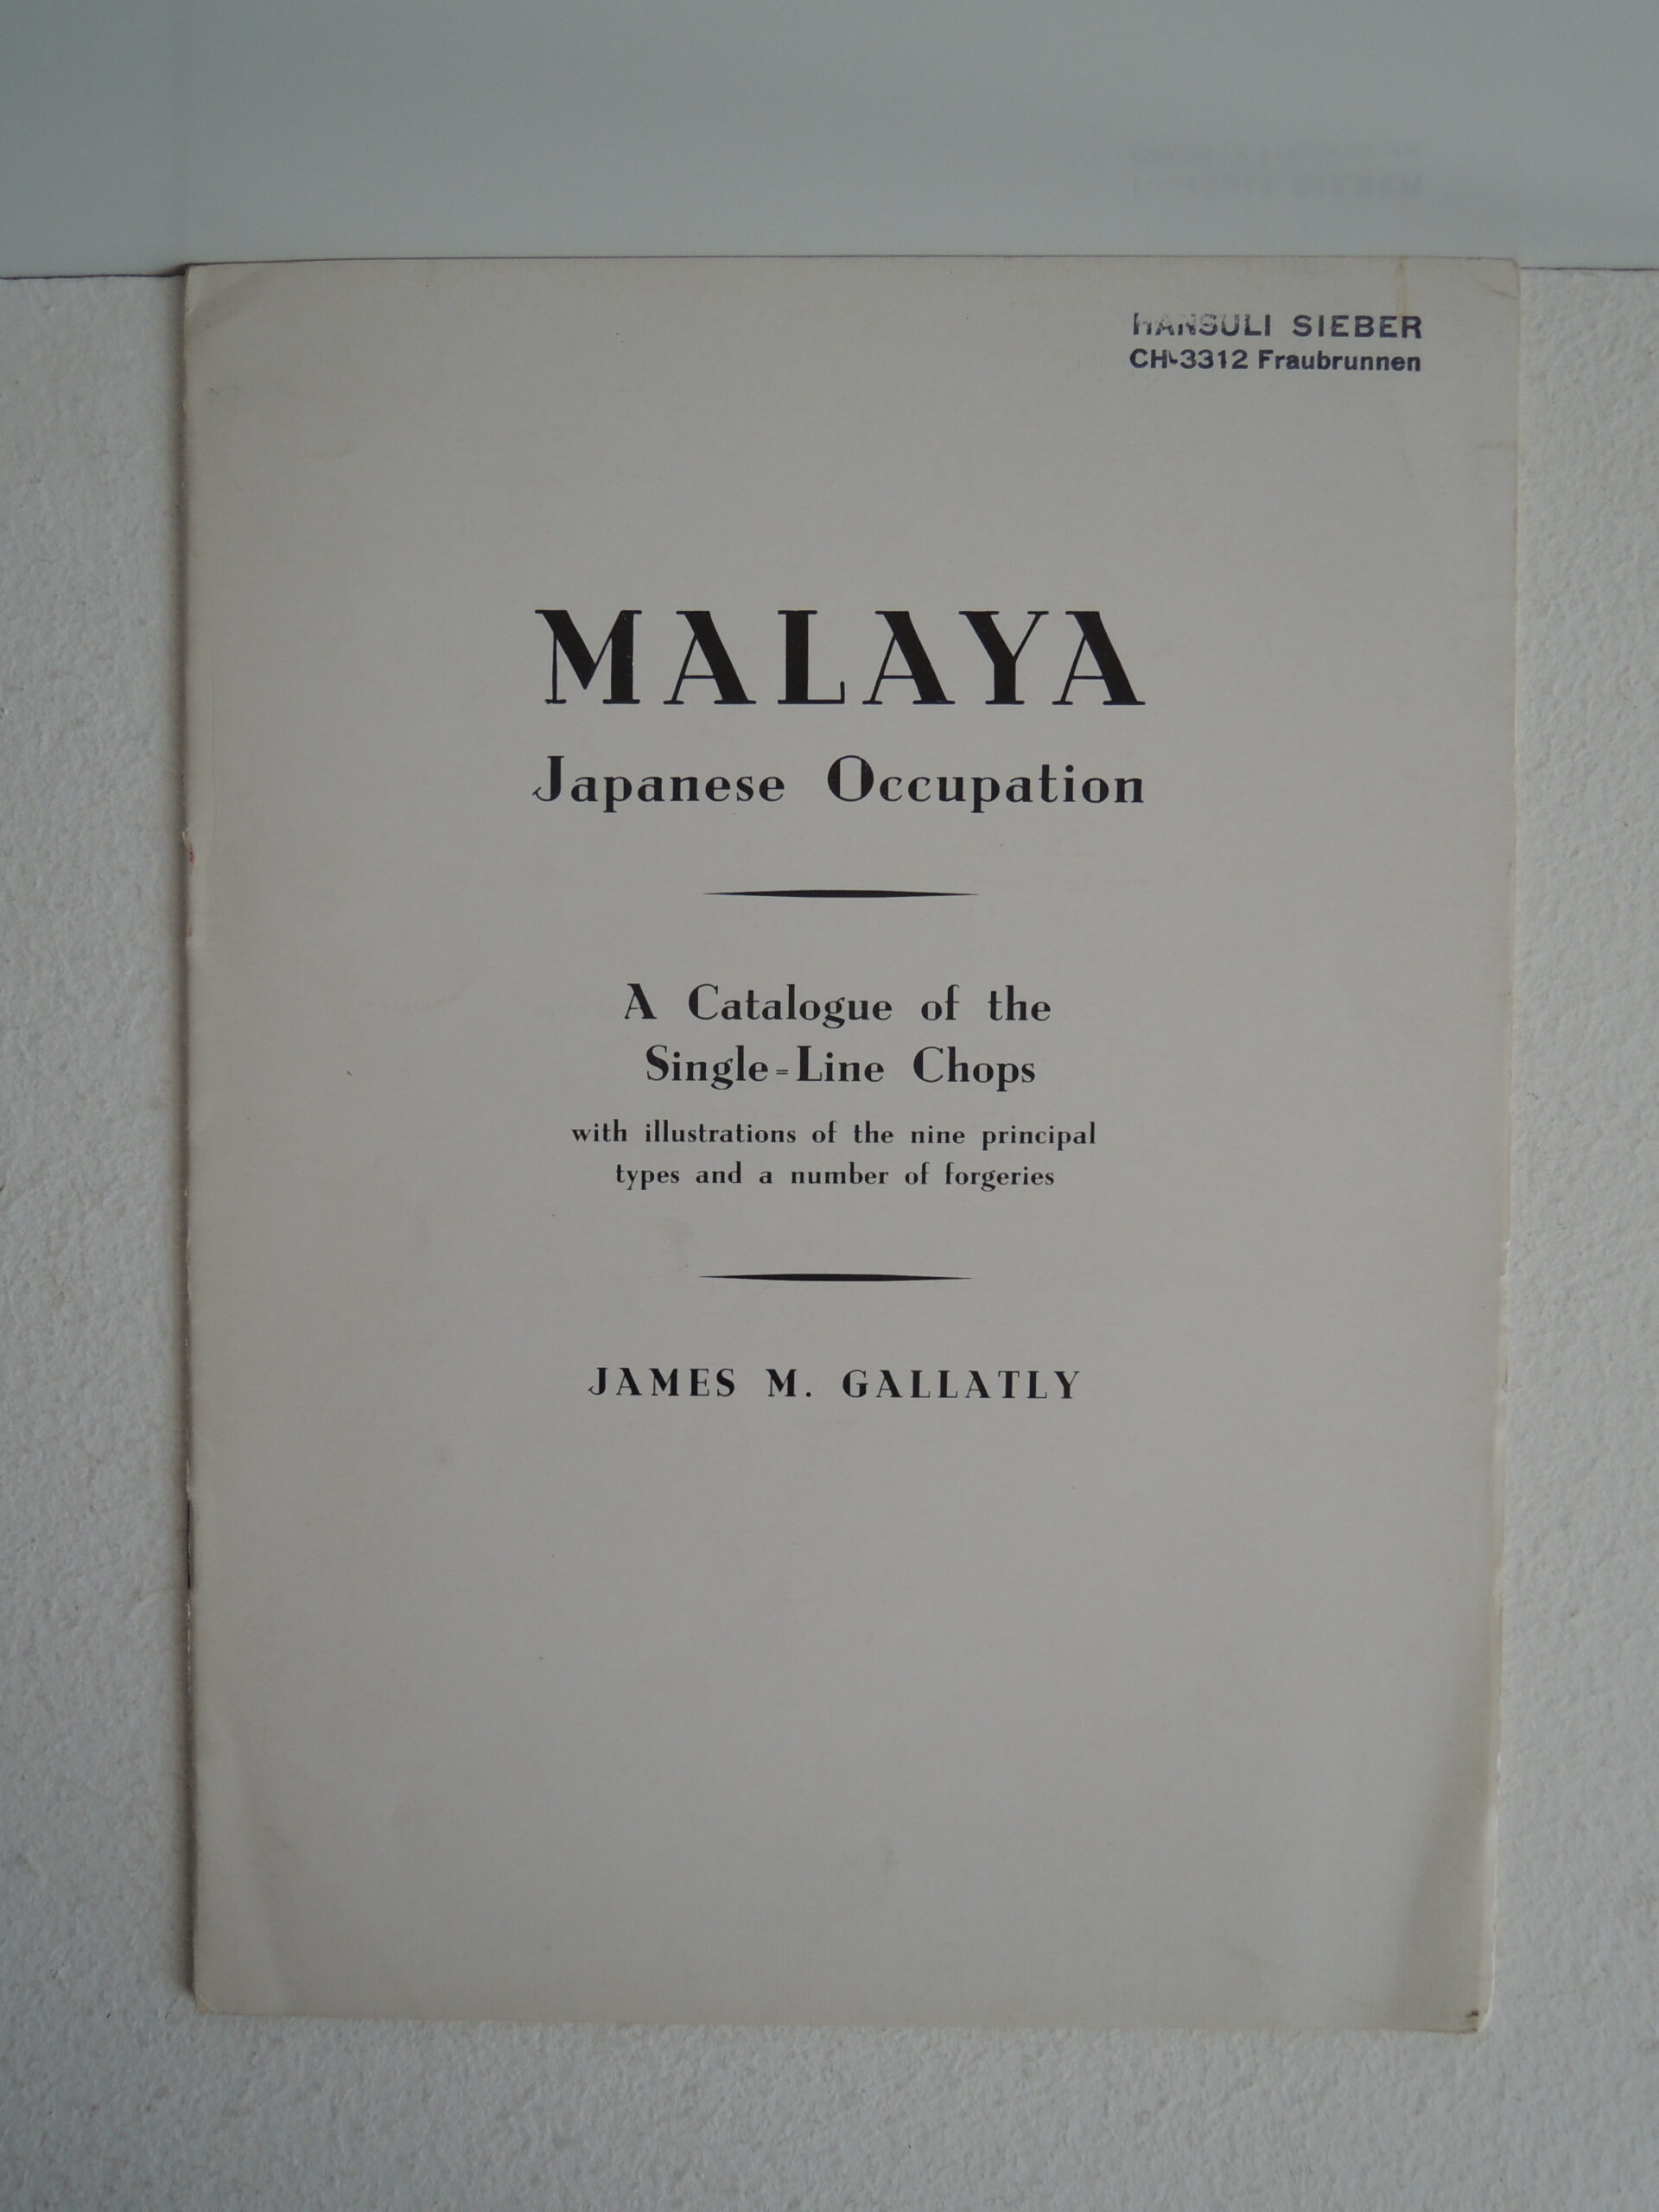 HANSULI SIEBER
CH-3312 Fraubrunnen
MALAYA
Japanese Occupation
A Catalogue of the
Single=Line Chops
with illustrations of the nine principal
types and a number of forgeries
JAMES M. GALLATLY